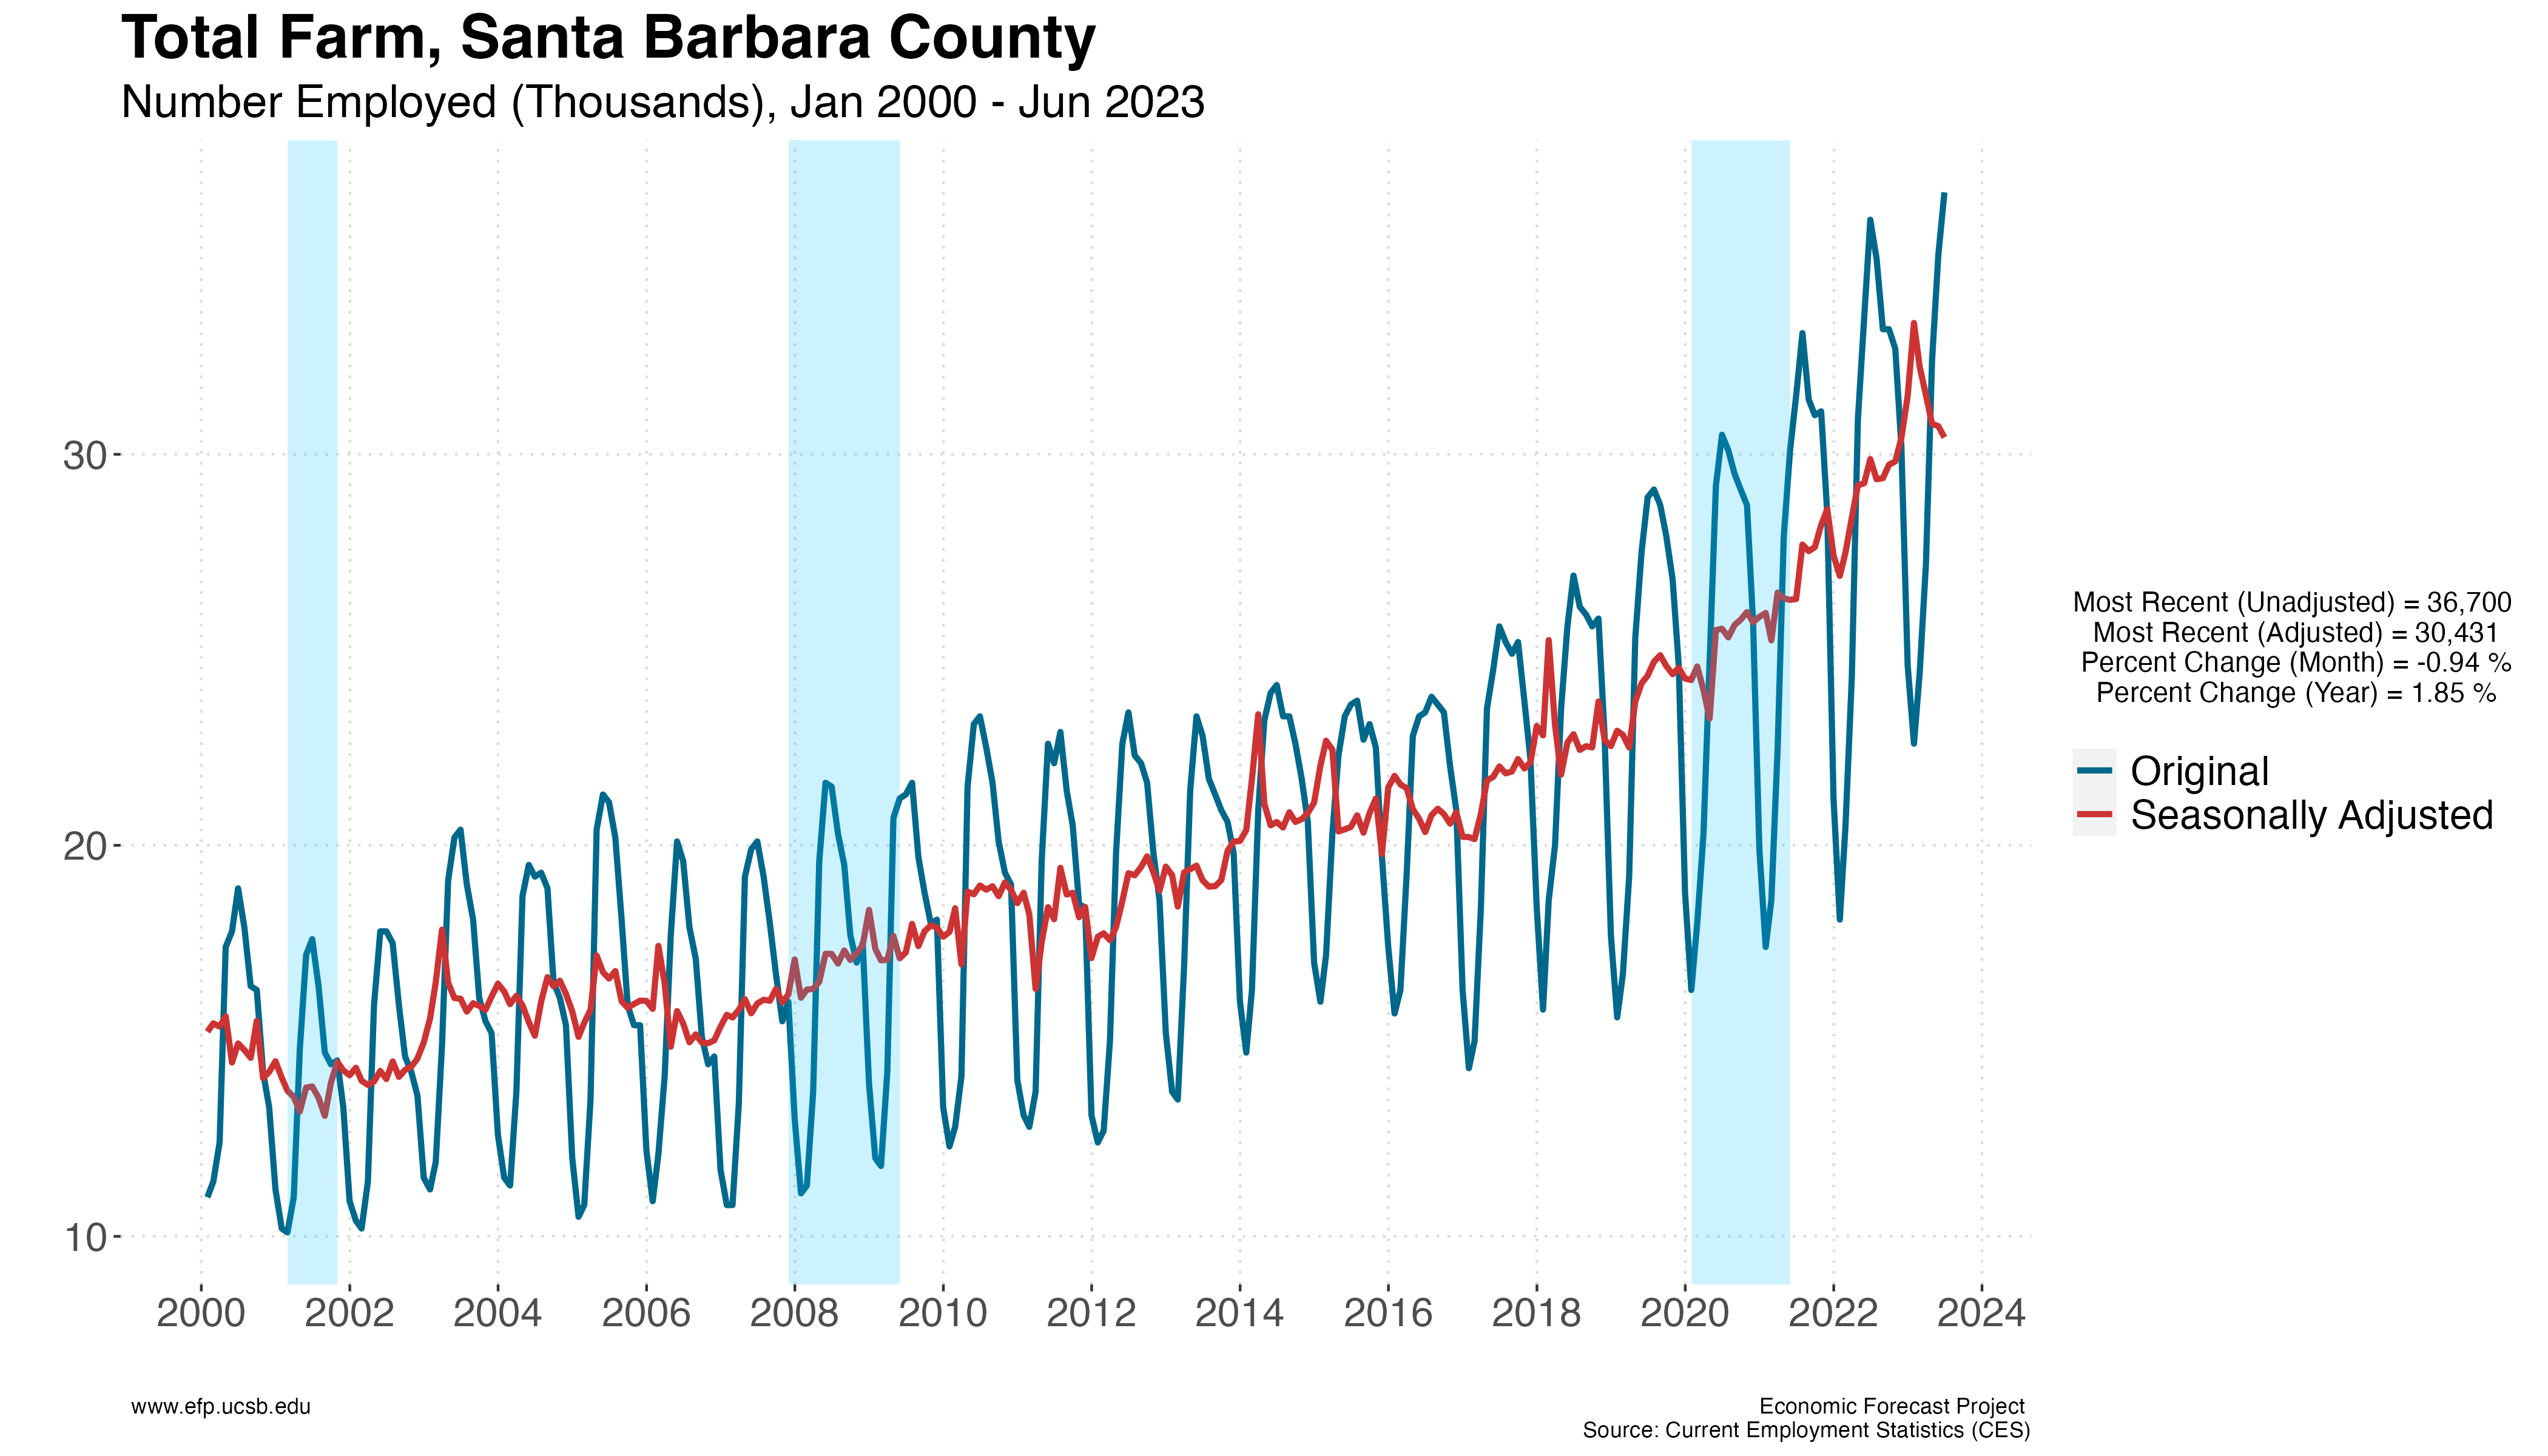 Total Farm, Santa Barbara County
Number Employed (Thousands), Jan 2000 - Jun 2023
30
20
10
2000 2002 2004 2006 2008 2010 2012 2014 2016 2018 2020 2022 2024
Most Recent (Unadjusted) = 36,700
Most Recent (Adjusted) = 30,431
Percent Change (Month) = -0.94 %
Percent Change (Year) = 1.85 %
Original
Seasonally Adjusted
www.efp.ucsb.edu
Economic Forecast Project
Source: Current Employment Statistics (CES)